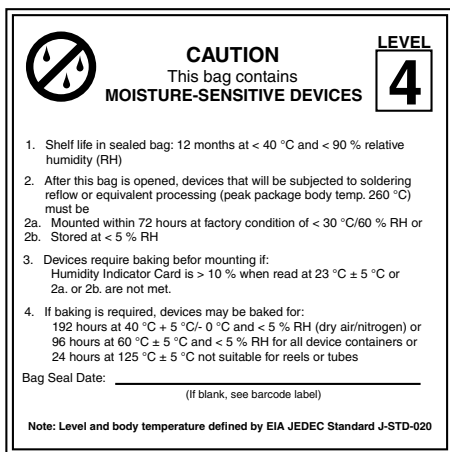 LEVEL
CAUTION
4
This bag contains
MOISTURE-SENSITIVE DEVICES
1. Shelf life in sealed bag: 12 months at < 40 °C and < 90 % relative
humidity (RH)
2. After this bag is opened, devices that will be subjected to soldering
reflow or equivalent processing (peak package body temp. 260 °C)
must be
2a. Mounted within 72 hours at factory condition of < 30 °C/60 % RH or
2b. Stored at < 5 % RH
3. Devices require baking befor mounting if:
Humidity Indicator Card is > 10 % when read at 23 °C ± 5 °C or
2a. or 2b. are not met.
4. If baking is required, devices may be baked for:
192 hours at 40 °C + 5 °C/- 0 °C and < 5 % RH (dry air/nitrogen) or
96 hours at 60 °C ± 5 °C and < 5 % RH for all device containers or
24 hours at 125 °C ± 5 °C not suitable for reels or tubes
Bag Seal Date:
(If blank, see barcode label)
Note: Level and body temperature defined by EIA JEDEC Standard J-STD-020